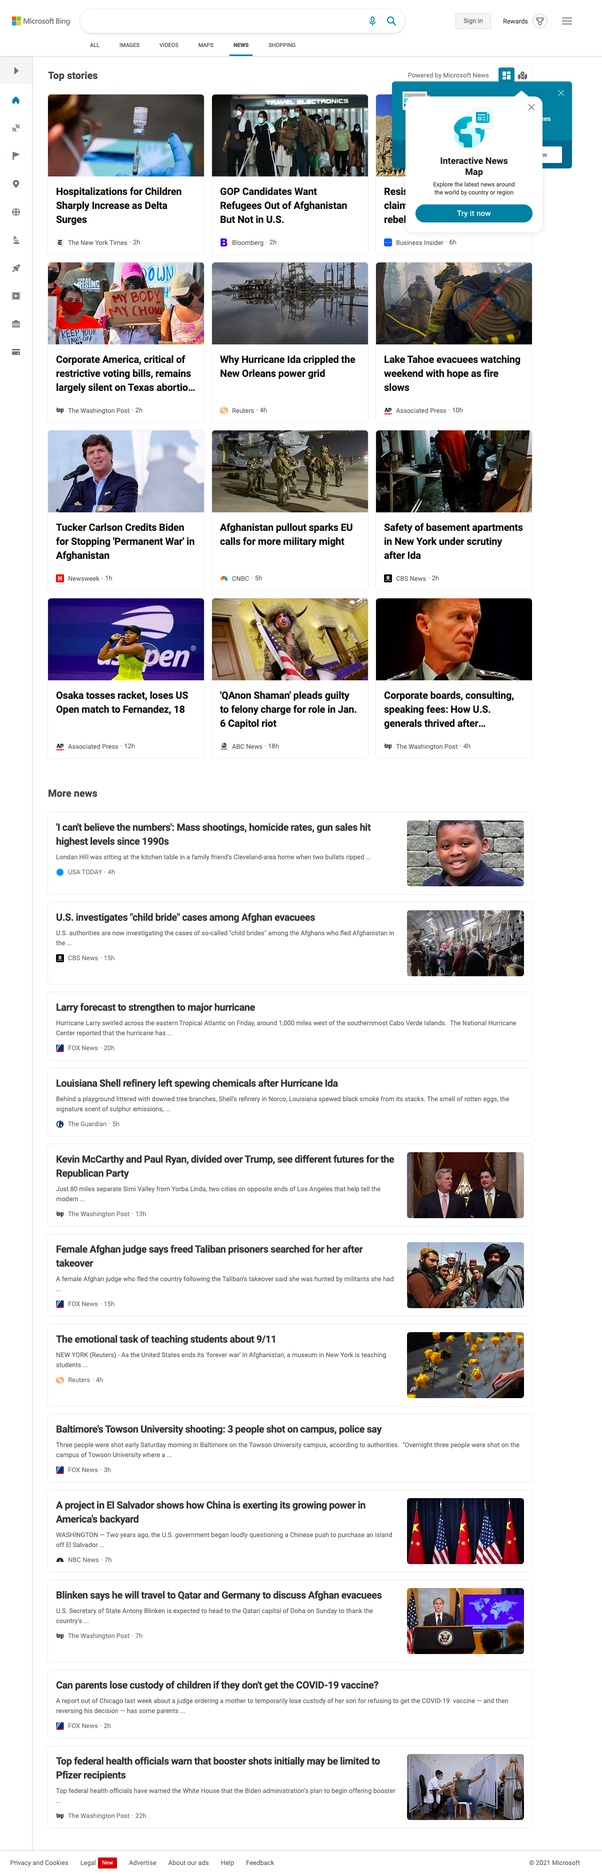 Microsoft Bing
Sign in
Rewards
ALL
IMAGES
VIDEOS
MAPS
NEWS
SHOPPING
Top stories
Powered by Microsoft News
Interactive News
Map
Explore the latest news around
the world by country or region
Try it now
TRAVEL ELECTRONICS
Hospitalizations for Children
Sharply Increase as Delta
Surges
The New York Times · 2h
GOP Candidates Want
Refugees Out of Afghanistan
But Not in U.S.
Bloomberg · 2h
Resis
claim
rebel
Business Insider · 6h
MY BODY
MY CHOI
KEEP YOUR
LAWS OFF
Corporate America, critical of
restrictive voting bills, remains
largely silent on Texas abortio...
The Washington Post · 2h
Why Hurricane Ida crippled the
New Orleans power grid
Reuters · 4h
Lake Tahoe evacuees watching
weekend with hope as fire
slows
Associated Press · 10h
Tucker Carlson Credits Biden
for Stopping 'Permanent War' in
Afghanistan
Newsweek · 1h
Afghanistan pullout sparks EU
calls for more military might
CNBC · 5h
Safety of basement apartments
in New York under scrutiny
after Ida
CBS News · 2h
Osaka tosses racket, loses US
Open match to Fernandez, 18
Associated Press · 12h
'QAnon Shaman' pleads guilty
to felony charge for role in Jan.
6 Capitol riot
ABC News · 18h
Corporate boards, consulting,
speaking fees: How U.S.
generals thrived after...
The Washington Post · 4h
More news
'I can't believe the numbers': Mass shootings, homicide rates, gun sales hit
highest levels since 1990s
Londan Hill was sitting at the kitchen table in a family friend's Cleveland-area home when two bullets ripped ...
USA TODAY · 4h
U.S. investigates "child bride" cases among Afghan evacuees
U.S. authorities are now investigating the cases of so-called "child brides" among the Afghans who fled Afghanistan in
the ...
CBS News · 15h
Larry forecast to strengthen to major hurricane
Hurricane Larry swirled across the eastern Tropical Atlantic on Friday, around 1,000 miles west of the southernmost Cabo Verde Islands. The National Hurricane
Center reported that the hurricane has ...
FOX News · 20h
Louisiana Shell refinery left spewing chemicals after Hurricane Ida
Behind a playground littered with downed tree branches, Shell's refinery in Norco, Louisiana spewed black smoke from its stacks. The smell of rotten eggs, the
signature scent of sulphur emissions, ...
The Guardian · 5h
Kevin McCarthy and Paul Ryan, divided over Trump, see different futures for the
Republican Party
Just 80 miles separate Simi Valley from Yorba Linda, two cities on opposite ends of Los Angeles that help tell the
modern ...
The Washington Post · 13h
Female Afghan judge says freed Taliban prisoners searched for her after
takeover
A female Afghan judge who fled the country following the Taliban's takeover said she was hunted by militants she had
...
FOX News · 15h
The emotional task of teaching students about 9/11
NEW YORK (Reuters) - As the United States ends its 'forever war' in Afghanistan, a museum in New York is teaching
students ...
Reuters · 4h
Baltimore's Towson University shooting: 3 people shot on campus, police say
Three people were shot early Saturday morning in Baltimore on the Towson University campus, according to authorities. "Overnight three people were shot on the
campus of Towson University where a ...
FOX News · 3h
A project in El Salvador shows how China is exerting its growing power in
America's backyard
WASHINGTON — Two years ago, the U.S. government began loudly questioning a Chinese push to purchase an island
off El Salvador ...
NBC News · 7h
Blinken says he will travel to Qatar and Germany to discuss Afghan evacuees
U.S. Secretary of State Antony Blinken is expected to head to the Qatari capital of Doha on Sunday to thank the
country's ...
The Washington Post · 7h
Can parents lose custody of children if they don't get the COVID-19 vaccine?
A report out of Chicago last week about a judge ordering a mother to temporarily lose custody of her son for refusing to get the COVID-19 vaccine — and then
reversing his decision — has some parents ...
FOX News · 2h
Top federal health officials warn that booster shots initially may be limited to
Pfizer recipients
Top federal health officials have warned the White House that the Biden administration's plan to begin offering booster
...
The Washington Post · 22h
Privacy and Cookies
Legal
New
Advertise
About our ads
Help
Feedback
© 2021 Microsoft